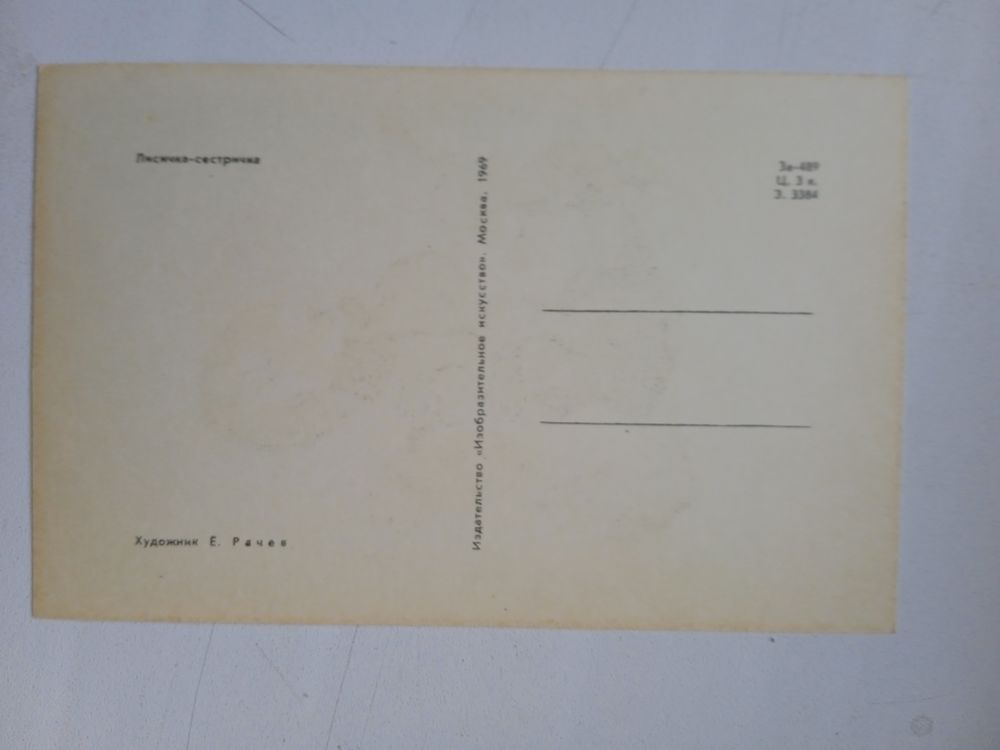 Лисичка-сестричка
Художник Е. Рачев
Издательство «Изобразительное искусство». Москва. 1969
3а-489
Ц. 3 к.
З. 3384